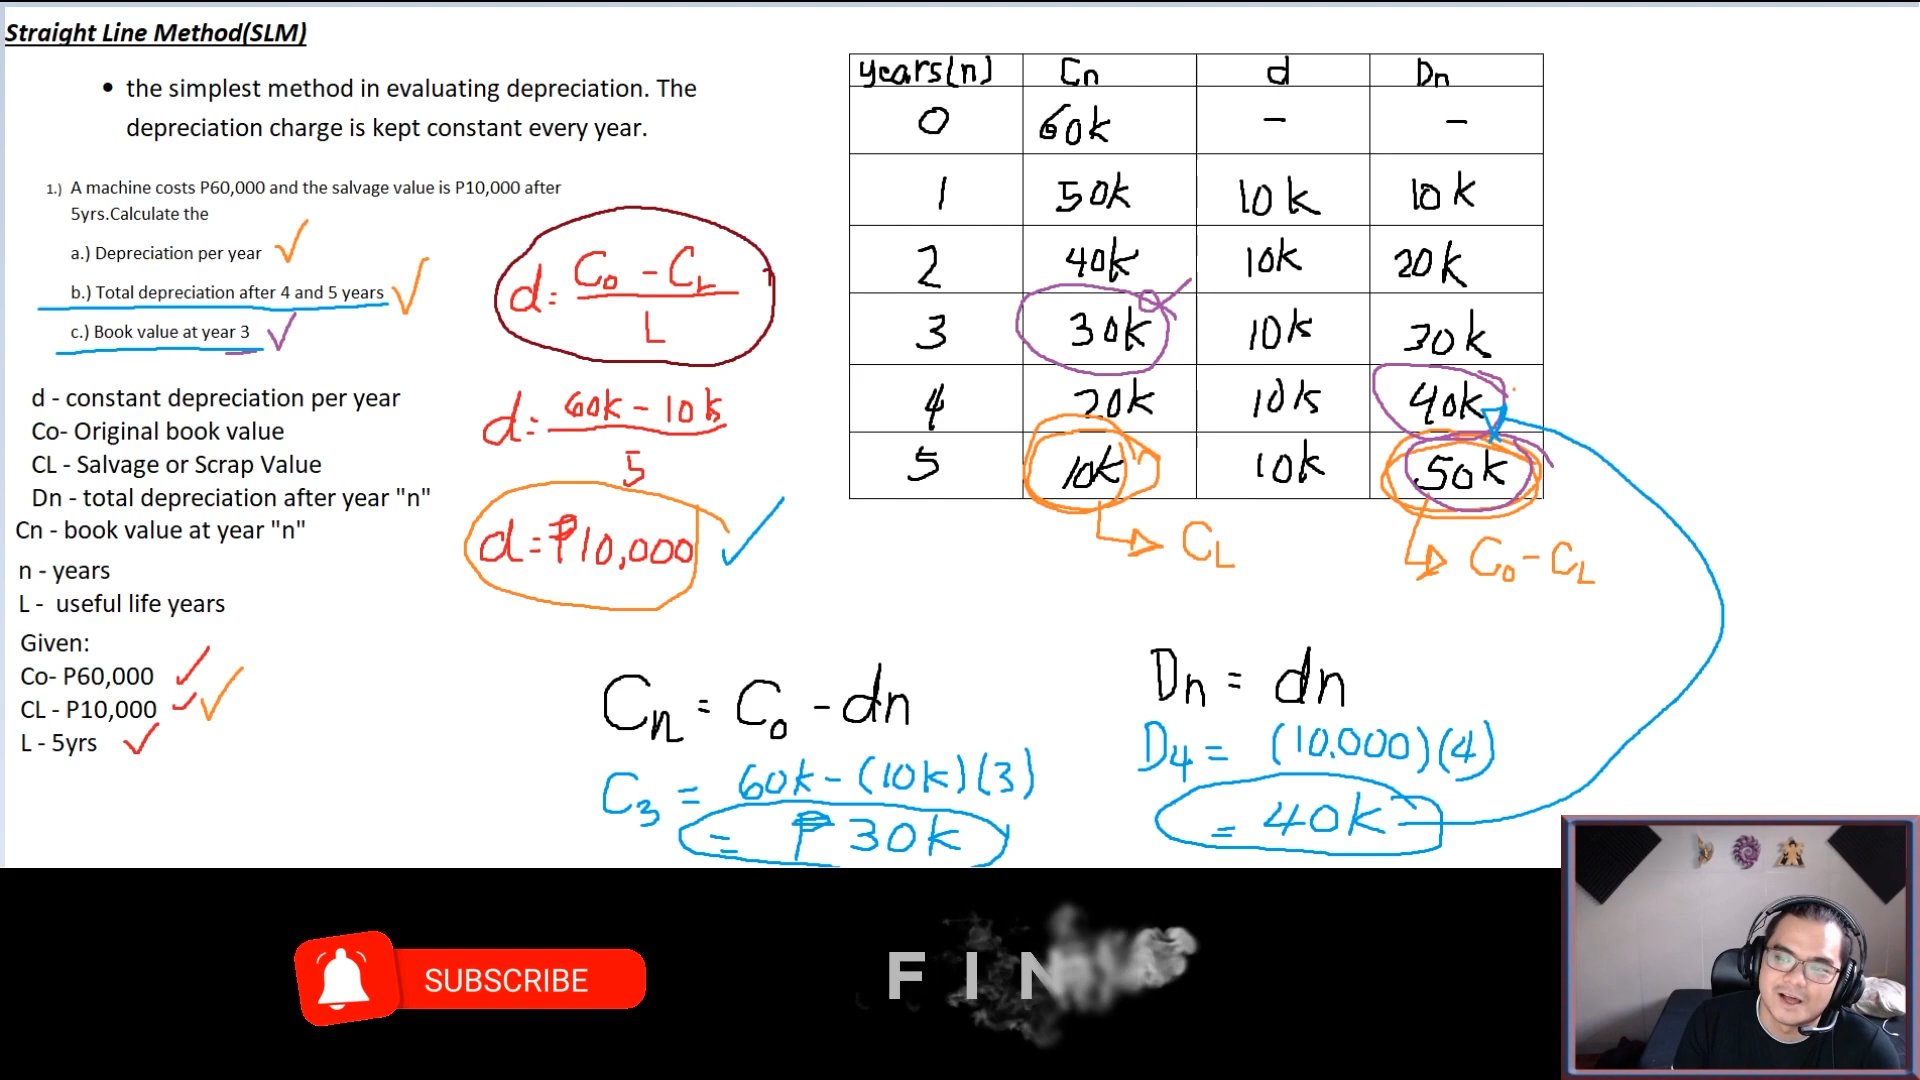 Straight Line Method(SLM)
• the simplest method in evaluating depreciation. The
depreciation charge is kept constant every year.
1.) A machine costs P60,000 and the salvage value is P10,000 after
5yrs.Calculate the
a.) Depreciation per year
b.) Total depreciation after 4 and 5 years
c.) Book value at year 3
d - constant depreciation per year
Co- Original book value
CL - Salvage or Scrap Value
Dn - total depreciation after year "n"
Cn - book value at year "n"
n - years
L - useful life years
Given:
Co- P60,000
CL - P10,000
L - 5yrs
d = Co - CL
L
d = 60k - 10k
5
d = ₱10,000
years(n) Cn d Dn
0 60k - -
1 50k 10k 10k
2 40k 10k 20k
3 30k 10k 30k
4 20k 10k 40k
5 10k 10k 50k
CL
Co - CL
Cn = Co - dn
C3 = 60k - (10k)(3)
= ₱ 30k
Dn = dn
D4 = (10,000)(4)
= 40k
SUBSCRIBE
FIN